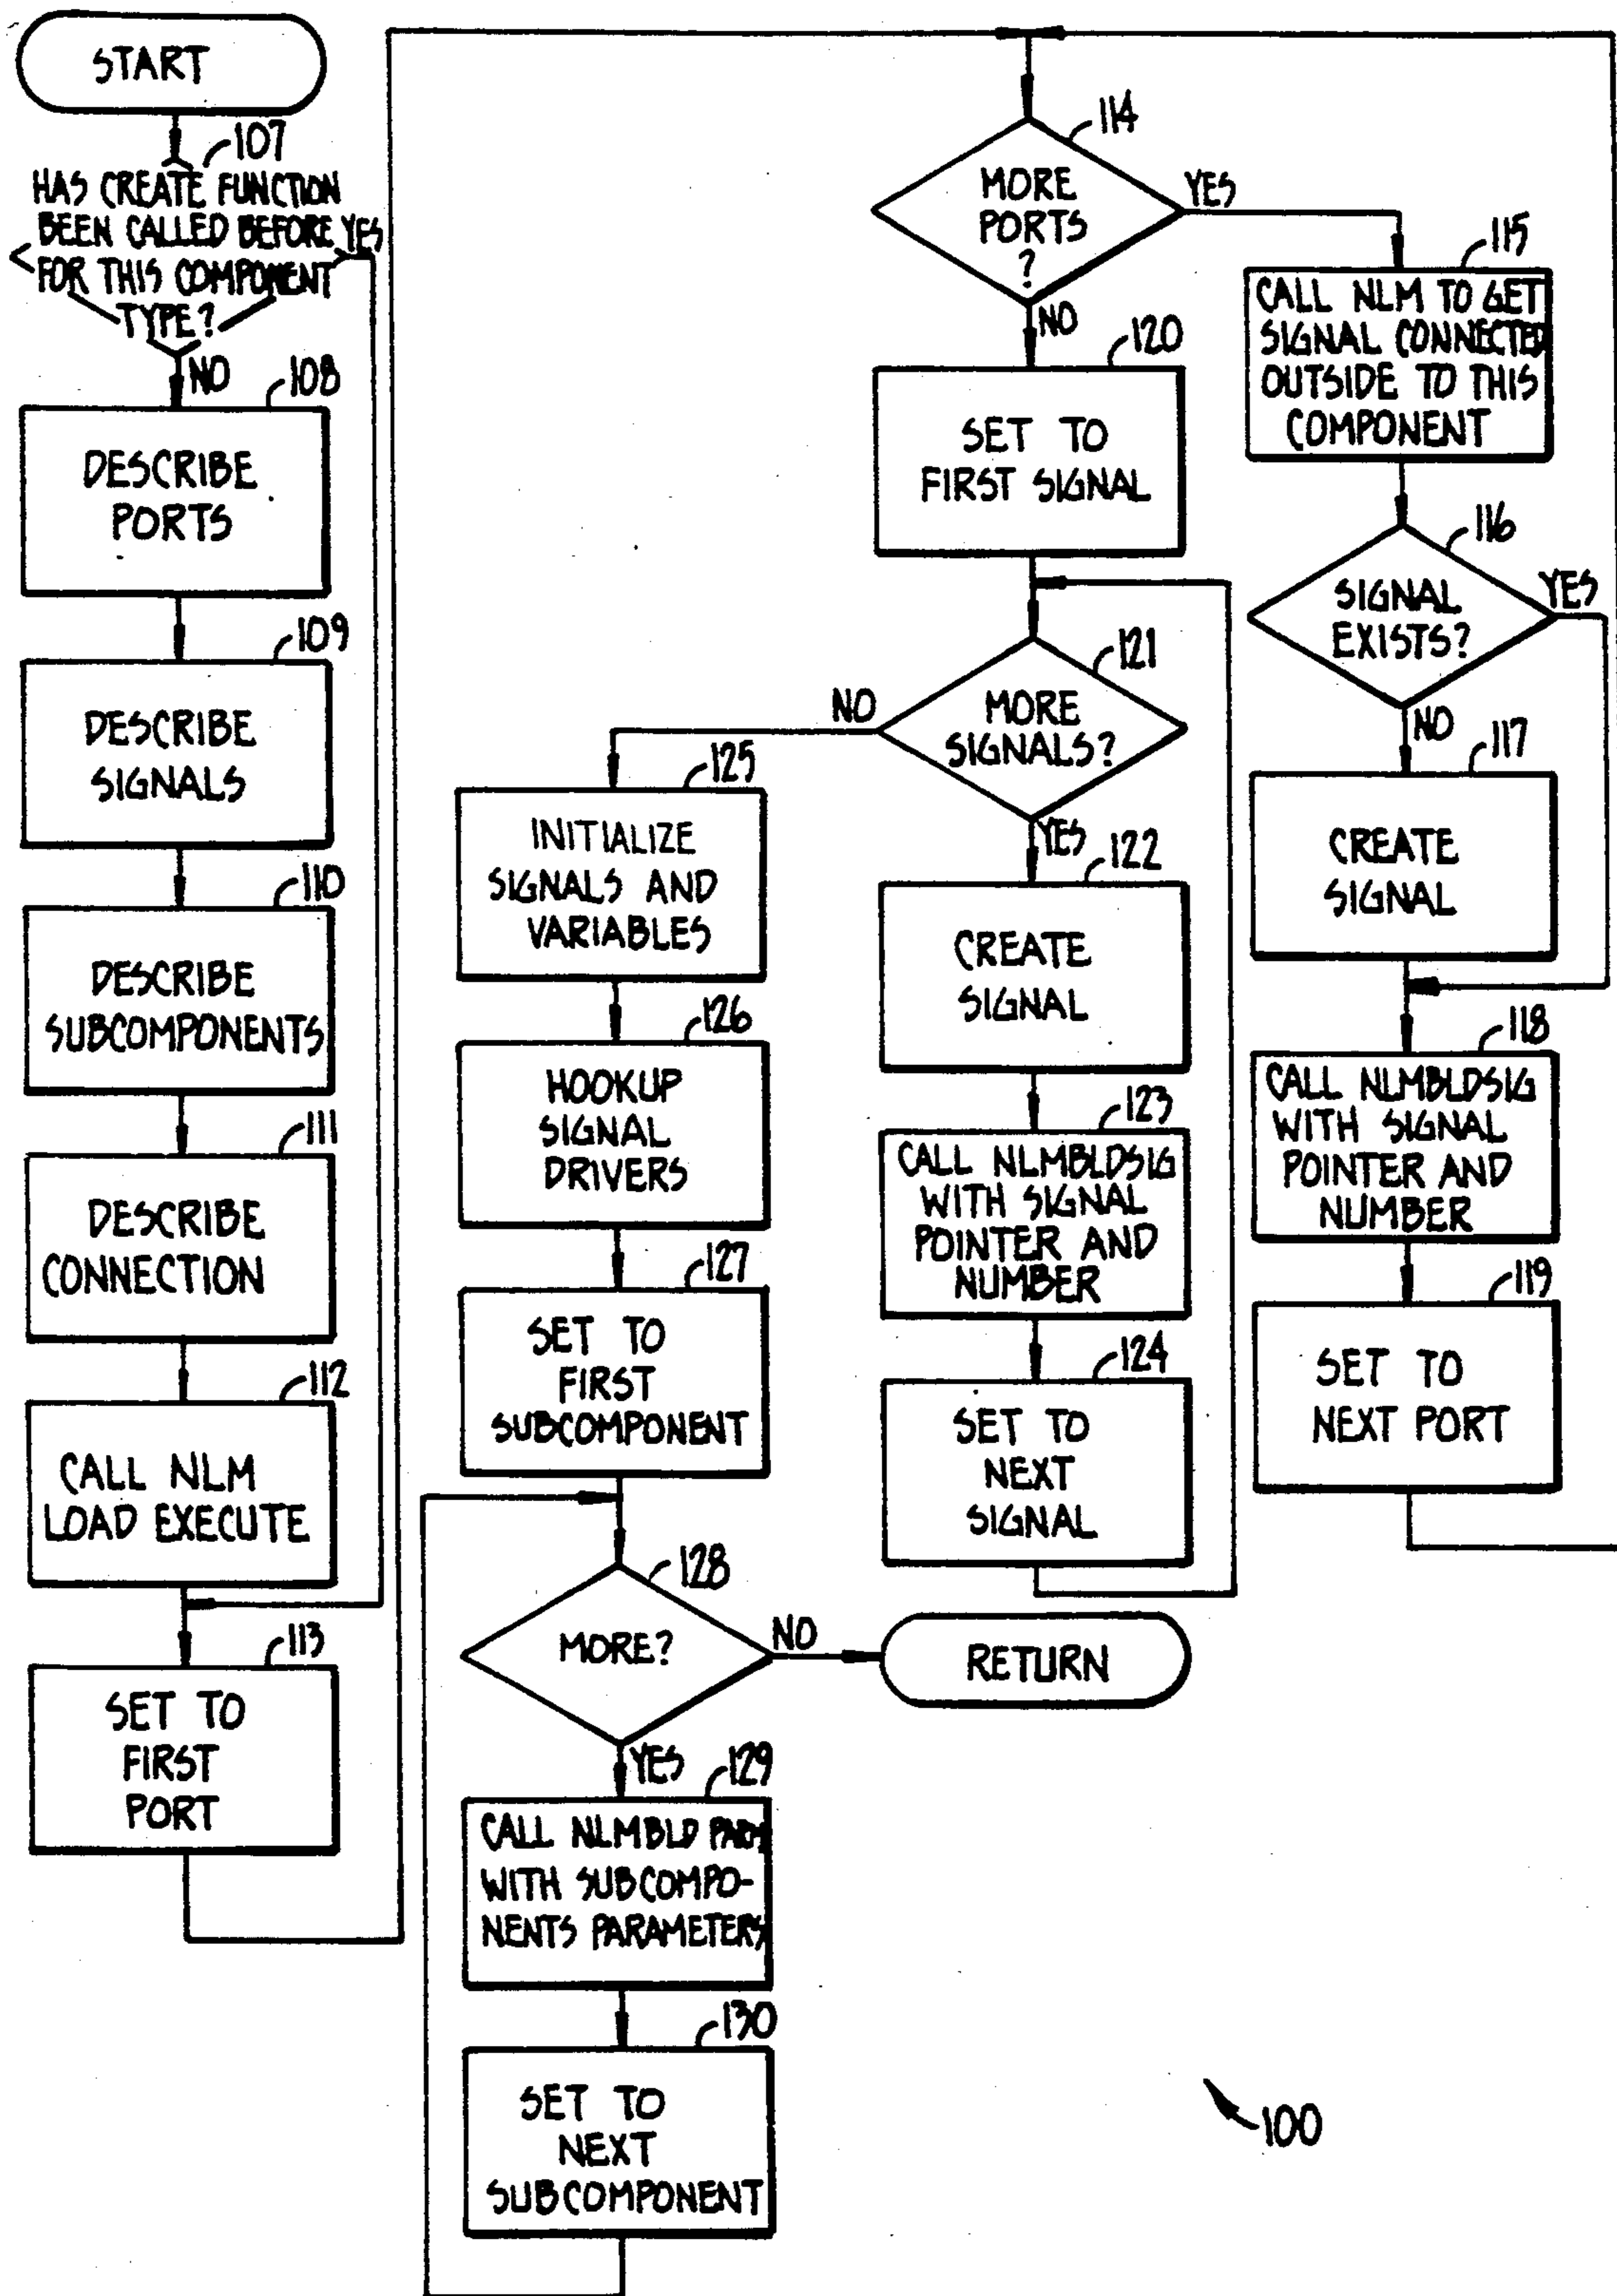 START
107
HAS CREATE FUNCTION
BEEN CALLED BEFORE
FOR THIS COMPONENT
TYPE?
YES
NO
108
DESCRIBE
PORTS
109
DESCRIBE
SIGNALS
110
DESCRIBE
SUBCOMPONENTS
111
DESCRIBE
CONNECTION
112
CALL NLM
LOAD EXECUTE
113
SET TO
FIRST
PORT
114
MORE
PORTS
?
YES
NO
115
CALL NLM TO GET
SIGNAL CONNECTED
OUTSIDE TO THIS
COMPONENT
116
SIGNAL
EXISTS?
YES
NO
117
CREATE
SIGNAL
118
CALL NLMBLDSIG
WITH SIGNAL
POINTER AND
NUMBER
119
SET TO
NEXT PORT
120
SET TO
FIRST SIGNAL
121
MORE
SIGNALS?
NO
YES
122
CREATE
SIGNAL
123
CALL NLMBLDSIG
WITH SIGNAL
POINTER AND
NUMBER
124
SET TO
NEXT
SIGNAL
125
INITIALIZE
SIGNALS AND
VARIABLES
126
HOOKUP
SIGNAL
DRIVERS
127
SET TO
FIRST
SUBCOMPONENT
128
MORE?
NO
RETURN
YES
129
CALL NLMBLD PARM
WITH SUBCOMPO-
NENTS PARAMETERS
130
SET TO
NEXT
SUBCOMPONENT
100